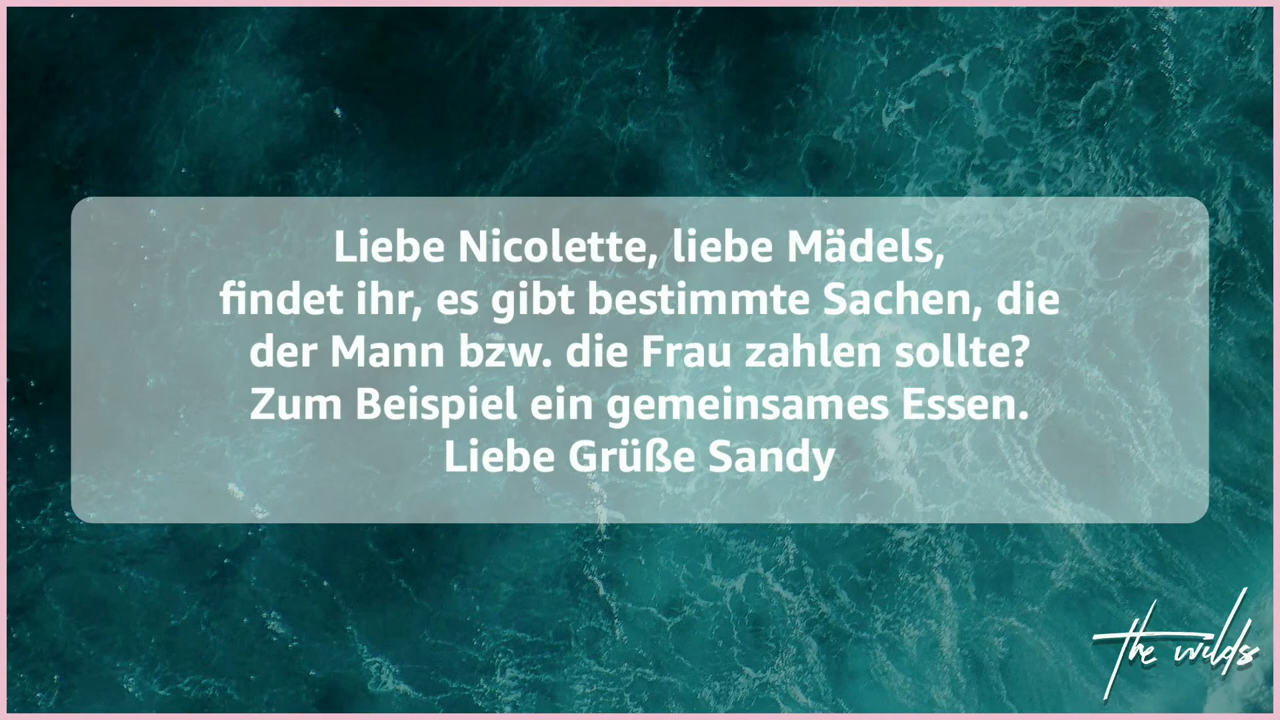 Liebe Nicolette, liebe Mädels,
findet ihr, es gibt bestimmte Sachen, die
der Mann bzw. die Frau zahlen sollte?
Zum Beispiel ein gemeinsames Essen.
Liebe Grüße Sandy
the wilds